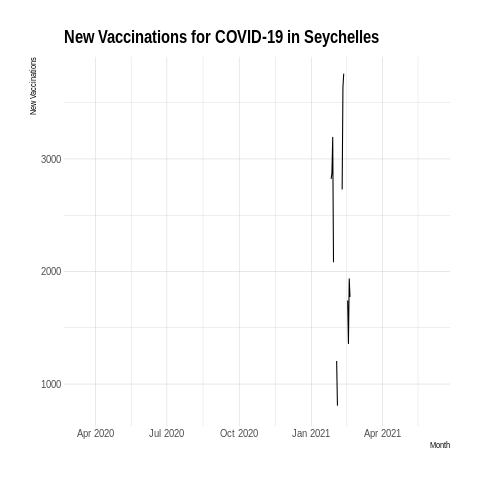 New Vaccinations for COVID-19 in Seychelles
New Vaccinations
3000
2000
1000
Apr 2020 Jul 2020 Oct 2020 Jan 2021 Apr 2021
Month